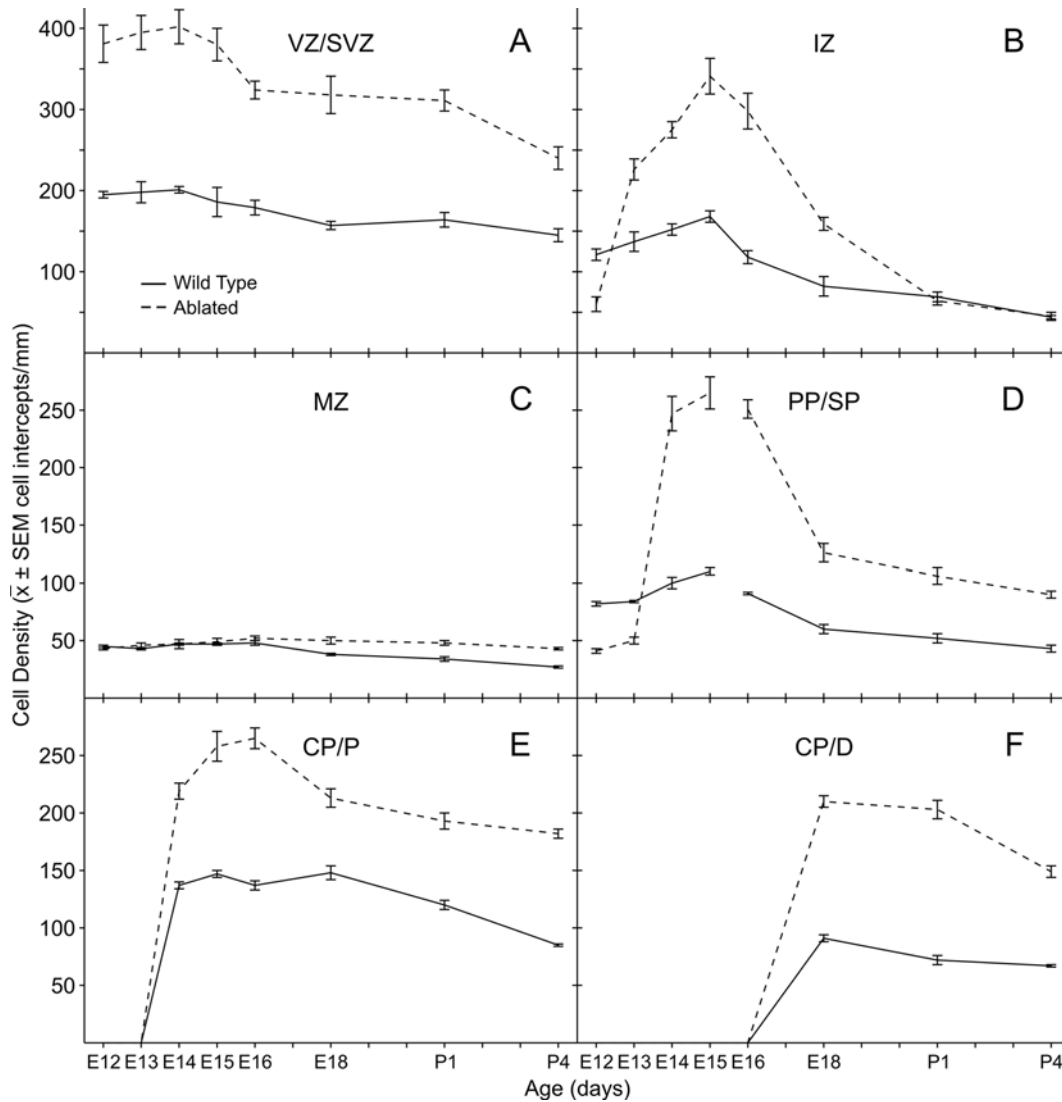 400
300
200
100
VZ/SVZ
A
Wild Type
Ablated
IZ
B
250
200
150
100
50
MZ
C
PP/SP
D
250
200
150
100
50
CP/P
E
CP/D
F
E12 E13 E14 E15 E16 E18 P1 P4
E12 E13 E14 E15 E16 E18 P1 P4
Age (days)
Cell Density (x̄ ± SEM cell intercepts/mm)